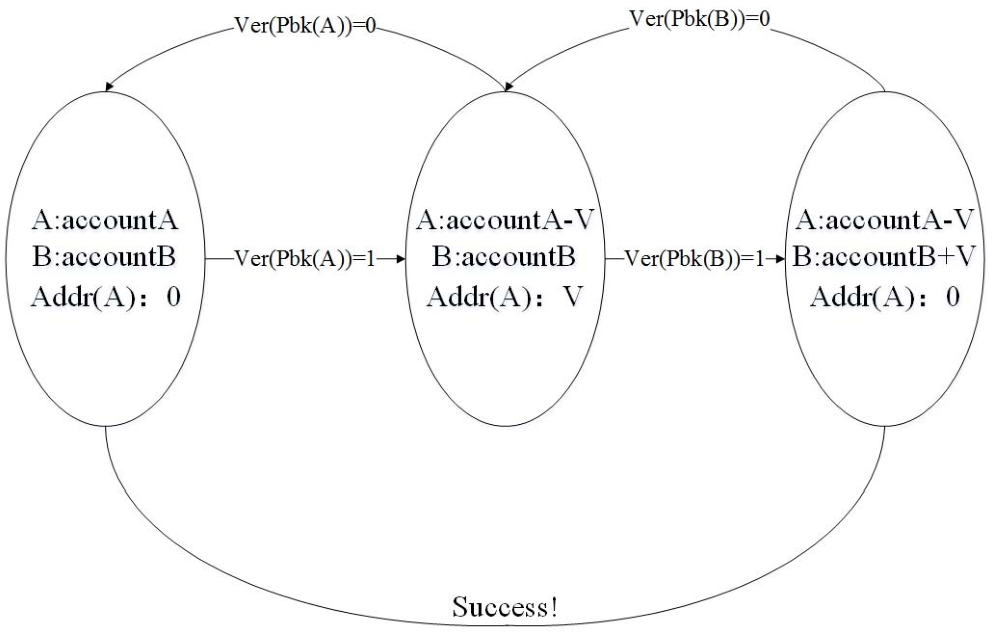 Ver(Pbk(A))=0
Ver(Pbk(B))=0
A:accountA
B:accountB
Addr(A)：0
Ver(Pbk(A))=1
A:accountA-V
B:accountB
Addr(A)：V
Ver(Pbk(B))=1
A:accountA-V
B:accountB+V
Addr(A)：0
Success!